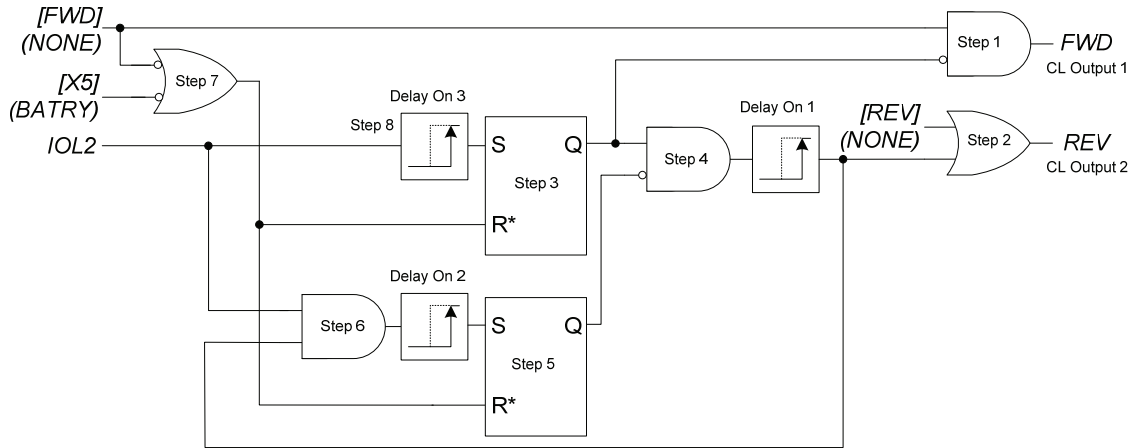 [FWD]
(NONE)
Step 1
FWD
CL Output 1
Step 7
[X5]
(BATRY)
Delay On 3
Step 8
Delay On 1
[REV]
(NONE)
Step 2
REV
CL Output 2
IOL2
S
Q
Step 3
R*
Step 4
Delay On 2
Step 6
S
Q
Step 5
R*